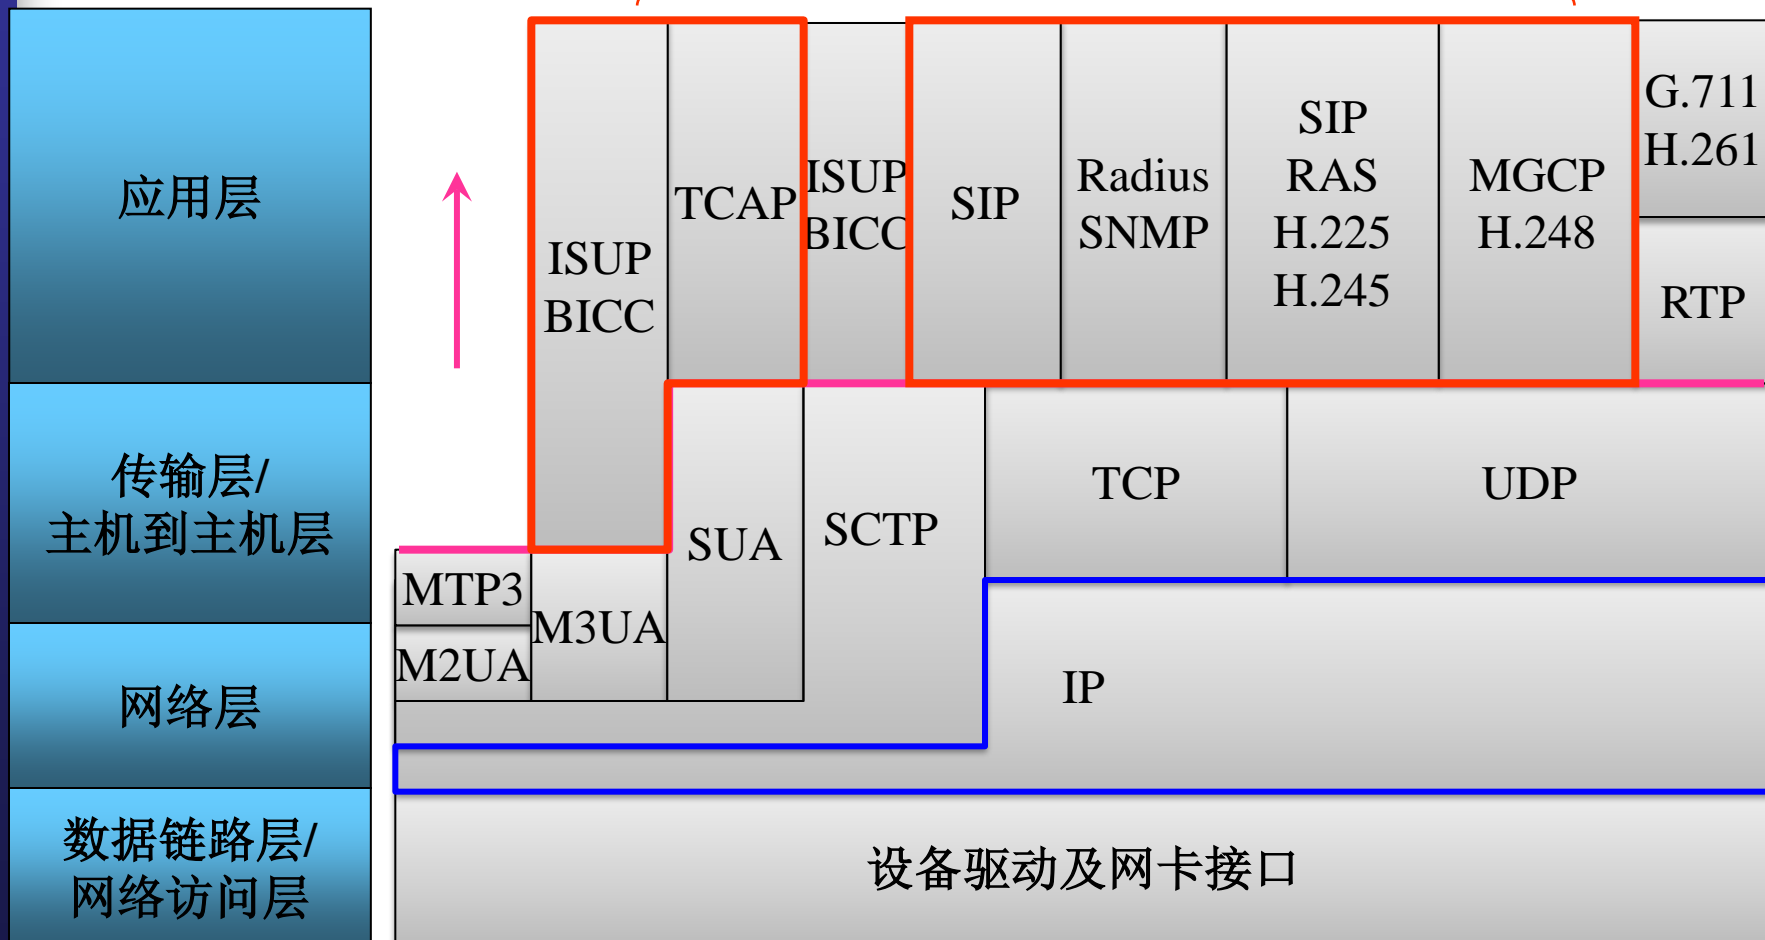 应用层
传输层/
主机到主机层
网络层
数据链路层/
网络访问层
ISUP
BICC
TCAP
ISUP
BICC
SIP
Radius
SNMP
SIP
RAS
H.225
H.245
MGCP
H.248
G.711
H.261
RTP
MTP3
M2UA
M3UA
SUA
SCTP
TCP
UDP
IP
设备驱动及网卡接口